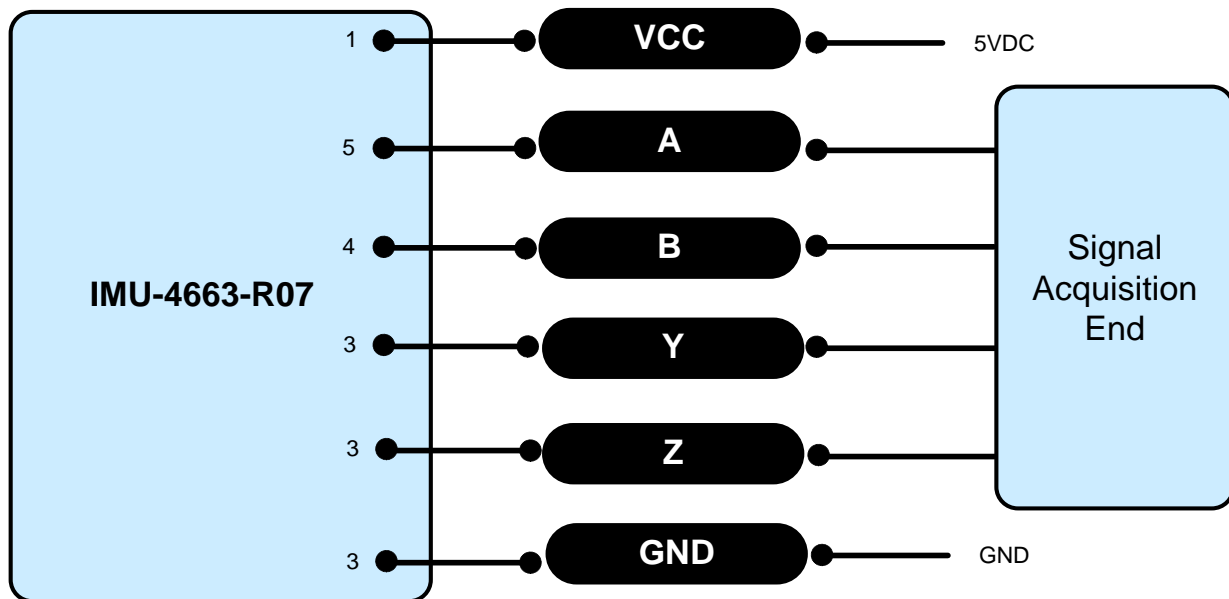 1 VCC 5VDC
5 A
4 B
IMU-4663-R07
3 Y
3 Z
3 GND GND
Signal
Acquisition
End